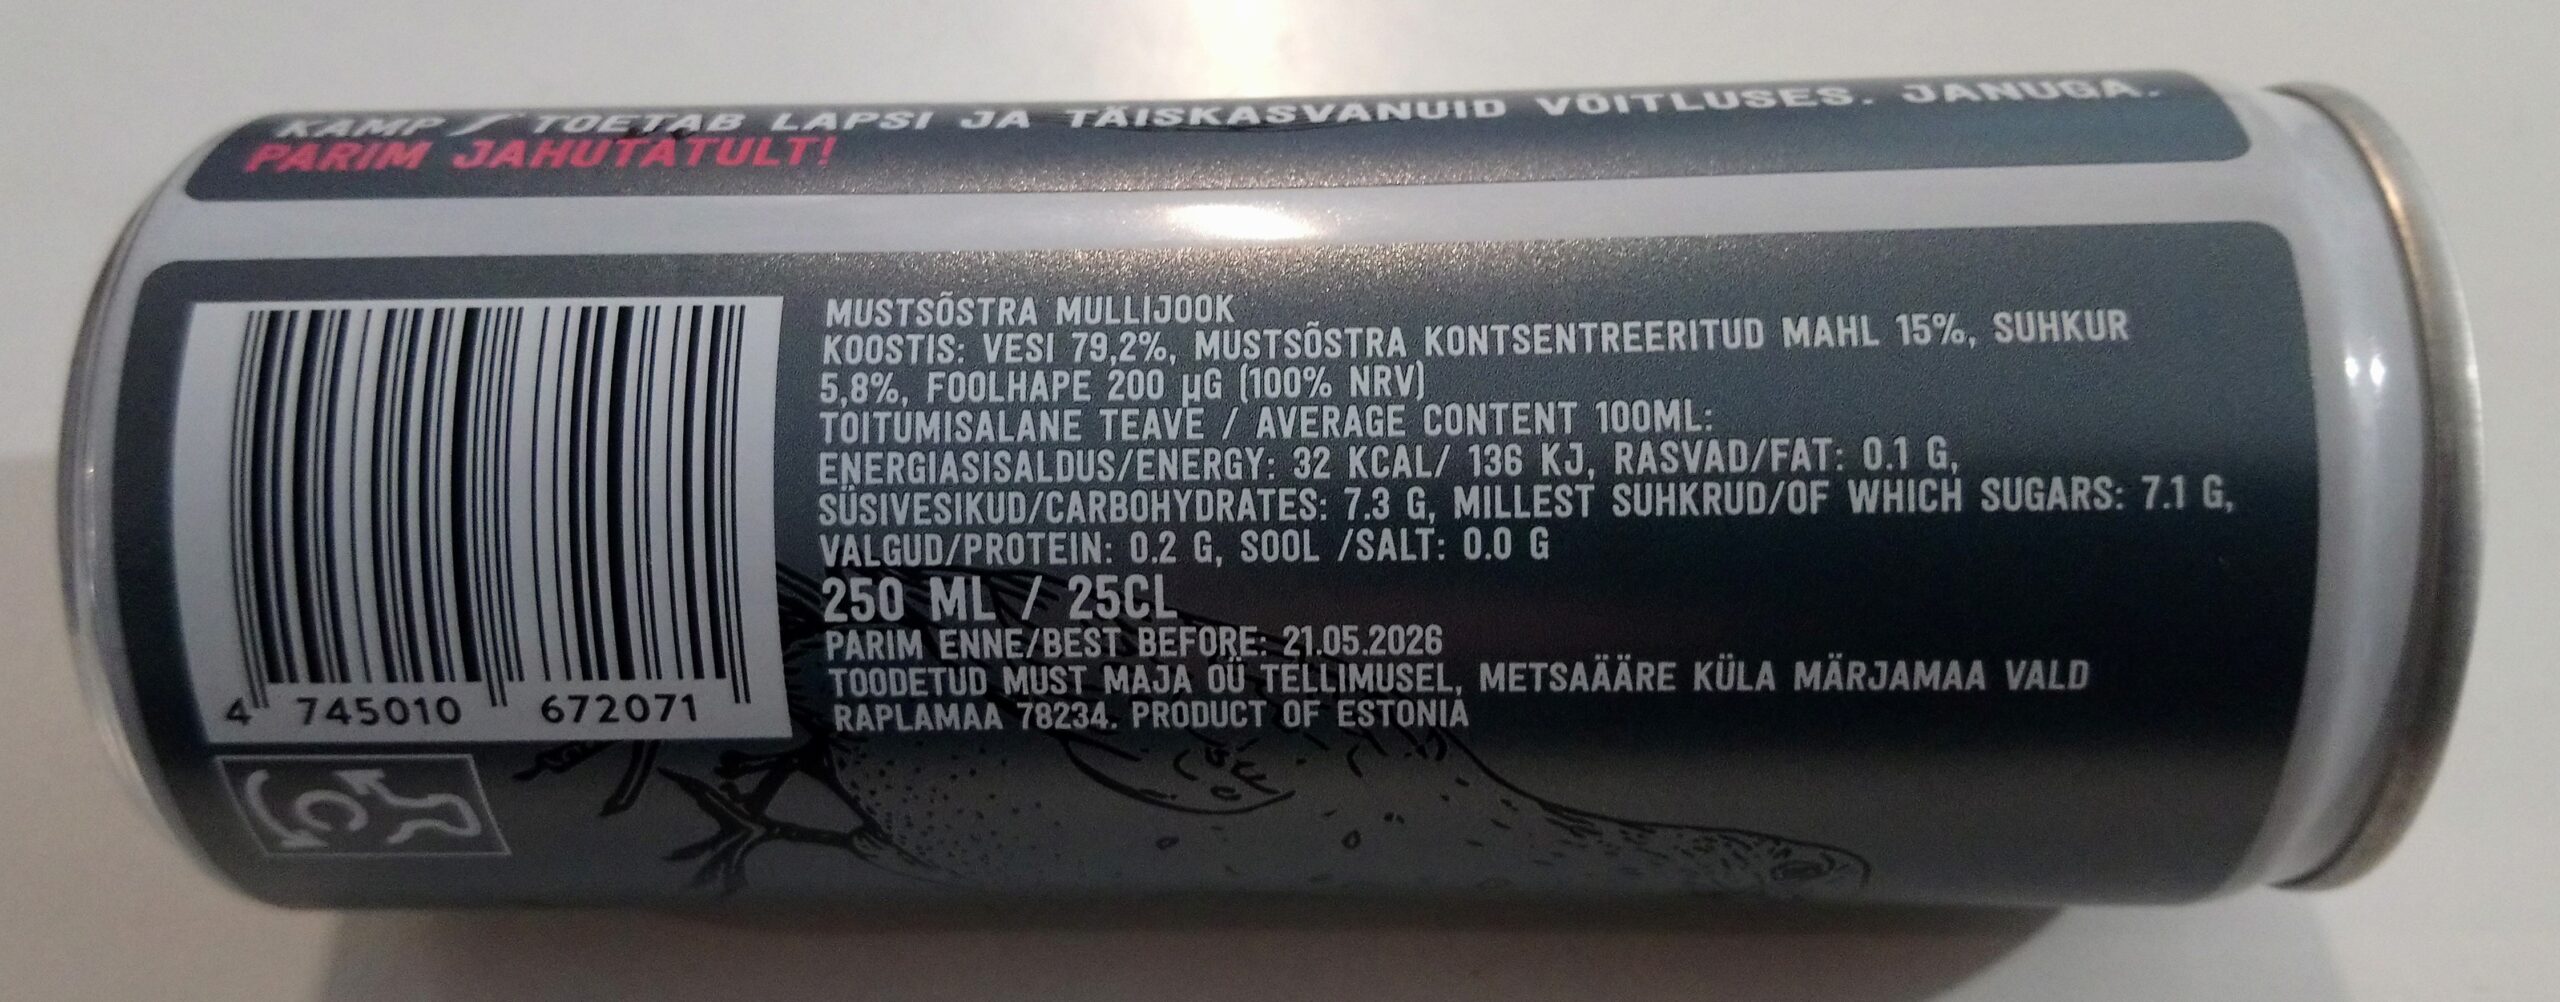 KAMP / TOETAB LAPSI JA TÄISKASVANUID VÕITLUSES. JANUGA.
PARIM JAHUTATULT!
MUSTSÕSTRA MULLIJOOK
KOOSTIS: VESI 79,2%, MUSTSÕSTRA KONTSENTREERITUD MAHL 15%, SUHKUR
5,8%, FOOLHAPE 200 µG (100% NRV)
TOITUMISALANE TEAVE / AVERAGE CONTENT 100ML:
ENERGIASISALDUS/ENERGY: 32 KCAL/ 136 KJ, RASVAD/FAT: 0.1 G,
SÜSIVESIKUD/CARBOHYDRATES: 7.3 G, MILLEST SUHKRUD/OF WHICH SUGARS: 7.1 G,
VALGUD/PROTEIN: 0.2 G, SOOL /SALT: 0.0 G
250 ML / 25CL
PARIM ENNE/BEST BEFORE: 21.05.2026
TOODETUD MUST MAJA OÜ TELLIMUSEL, METSAÄÄRE KÜLA MÄRJAMAA VALD
RAPLAMAA 78234. PRODUCT OF ESTONIA
4 745010 672071